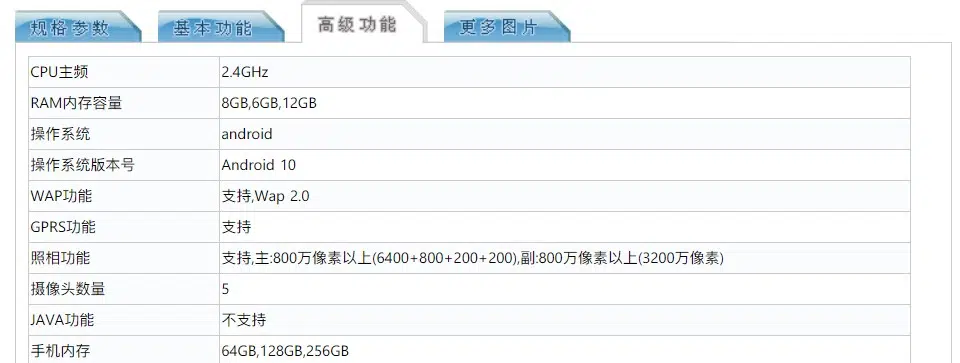 规格参数 基本功能 高级功能 更多图片
CPU主频 2.4GHz
RAM内存容量 8GB,6GB,12GB
操作系统 android
操作系统版本号 Android 10
WAP功能 支持,Wap 2.0
GPRS功能 支持
照相功能 支持,主:800万像素以上(6400+800+200+200),副:800万像素以上(3200万像素)
摄像头数量 5
JAVA功能 不支持
手机内存 64GB,128GB,256GB